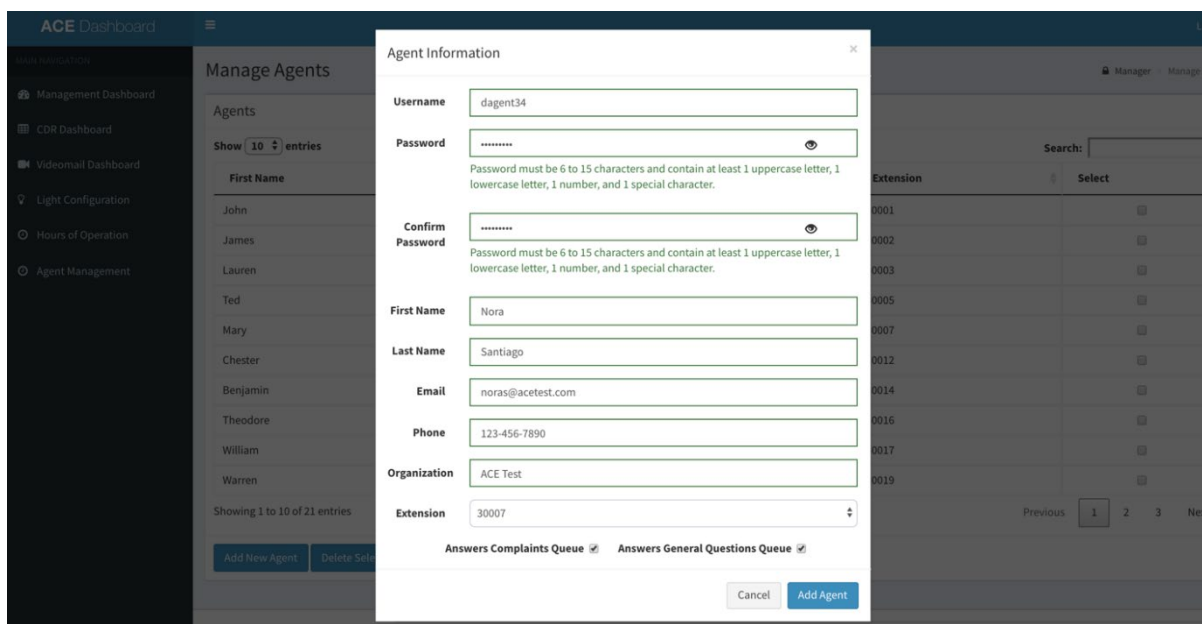 ACE Dashboard
L
MAIN NAVIGATION
Management Dashboard
CDR Dashboard
Videomail Dashboard
Light Configuration
Hours of Operation
Agent Management
Manage Agents
Manager
Manage
Agents
Show 10 entries
Search:
First Name
Extension
Select
John
0001
James
0002
Lauren
0003
Ted
0005
Mary
0007
Chester
0012
Benjamin
0014
Theodore
0016
William
0017
Warren
0019
Showing 1 to 10 of 21 entries
Previous 1 2 3 Ne
Add New Agent
Delete Sele
Agent Information
×
Username
dagent34
Password
•••••••••
Password must be 6 to 15 characters and contain at least 1 uppercase letter, 1
lowercase letter, 1 number, and 1 special character.
Confirm
Password
•••••••••
Password must be 6 to 15 characters and contain at least 1 uppercase letter, 1
lowercase letter, 1 number, and 1 special character.
First Name
Nora
Last Name
Santiago
Email
noras@acetest.com
Phone
123-456-7890
Organization
ACE Test
Extension
30007
Answers Complaints Queue
Answers General Questions Queue
Cancel
Add Agent